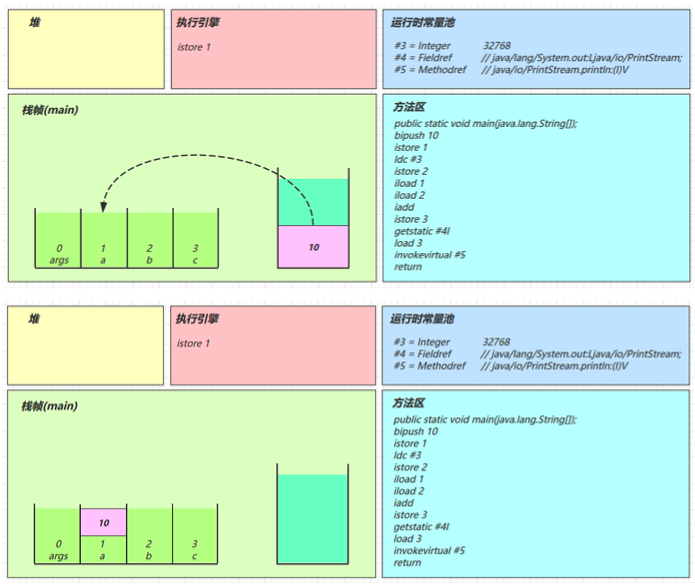 堆
执行引擎
istore 1
运行时常量池
#3 = Integer 32768
#4 = Fieldref // java/lang/System.out:Ljava/io/PrintStream;
#5 = Methodref // java/io/PrintStream.println:(I)V
栈帧(main)
0 1 2 3
args a b c
10
方法区
public static void main(java.lang.String[]);
bipush 10
istore 1
ldc #3
istore 2
iload 1
iload 2
iadd
istore 3
getstatic #4I
load 3
invokevirtual #5
return
堆
执行引擎
istore 1
运行时常量池
#3 = Integer 32768
#4 = Fieldref // java/lang/System.out:Ljava/io/PrintStream;
#5 = Methodref // java/io/PrintStream.println:(I)V
栈帧(main)
10
0 1 2 3
args a b c
方法区
public static void main(java.lang.String[]);
bipush 10
istore 1
ldc #3
istore 2
iload 1
iload 2
iadd
istore 3
getstatic #4I
load 3
invokevirtual #5
return